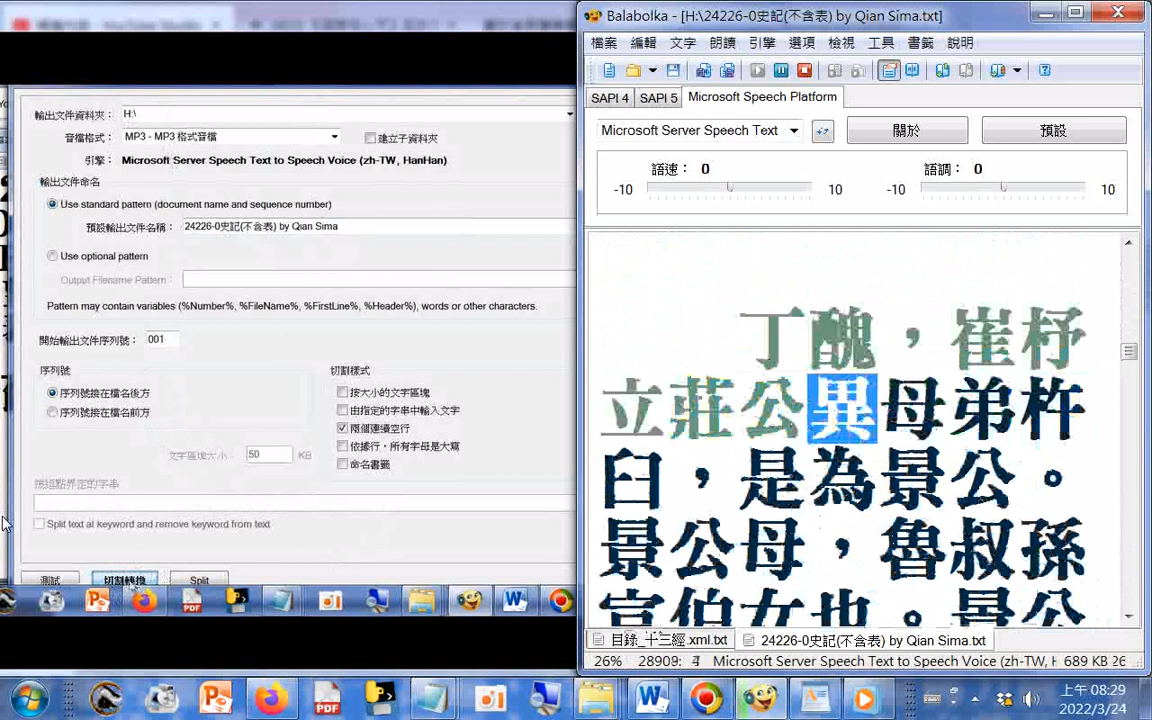 Balabolka - [H:\24226-0史記(不含表) by Qian Sima.txt]
檔案 編輯 文字 朗讀 引擎 選項 檢視 工具 書籤 說明
SAPI 4 SAPI 5 Microsoft Speech Platform
Microsoft Server Speech Text
關於 預設
語速： 0
語調： 0
-10 10 -10 10
丁醜，崔杼
立莊公異母弟杵
臼，是為景公。
景公母，魯叔孫
宣伯女也。景公
目錄_十三經.xml.txt
24226-0史記(不含表) by Qian Sima.txt
26% 28909: Microsoft Server Speech Text to Speech Voice (zh-TW, H 689 KB
輸出文件資料夾： H:\
音檔格式： MP3 - MP3 格式音檔 建立子資料夾
引擎： Microsoft Server Speech Text to Speech Voice (zh-TW, HanHan)
輸出文件命名
Use standard pattern (document name and sequence number)
預設輸出文件名稱： 24226-0史記(不含表) by Qian Sima
Use optional pattern
Output Filename Pattern :
Pattern may contain variables (%Number%, %FileName%, %FirstLine%, %Header%), words or other characters.
開始輸出文件序列號： 001
序列號
序列號接在檔名後方
序列號接在檔名前方
切割樣式
按大小的文字區塊
由指定的字串中輸入文字
兩個連續空行
依據行，所有字母是大寫
命名書籤
文字區塊大小： 50 KB
Split text at keyword and remove keyword from text
測試 切割轉換 Split
上午 08:29
2022/3/24